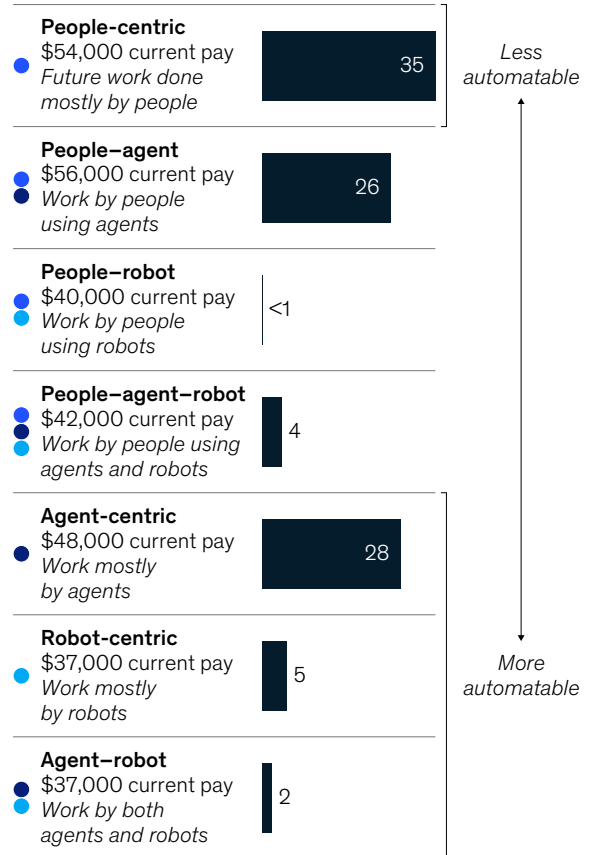 People-centric
$54,000 current pay
Future work done
mostly by people
35
Less
automatable
People–agent
$56,000 current pay
Work by people
using agents
26
People–robot
$40,000 current pay
Work by people
using robots
<1
People–agent–robot
$42,000 current pay
Work by people using
agents and robots
4
Agent-centric
$48,000 current pay
Work mostly
by agents
28
Robot-centric
$37,000 current pay
Work mostly
by robots
5
More
automatable
Agent–robot
$37,000 current pay
Work by both
agents and robots
2